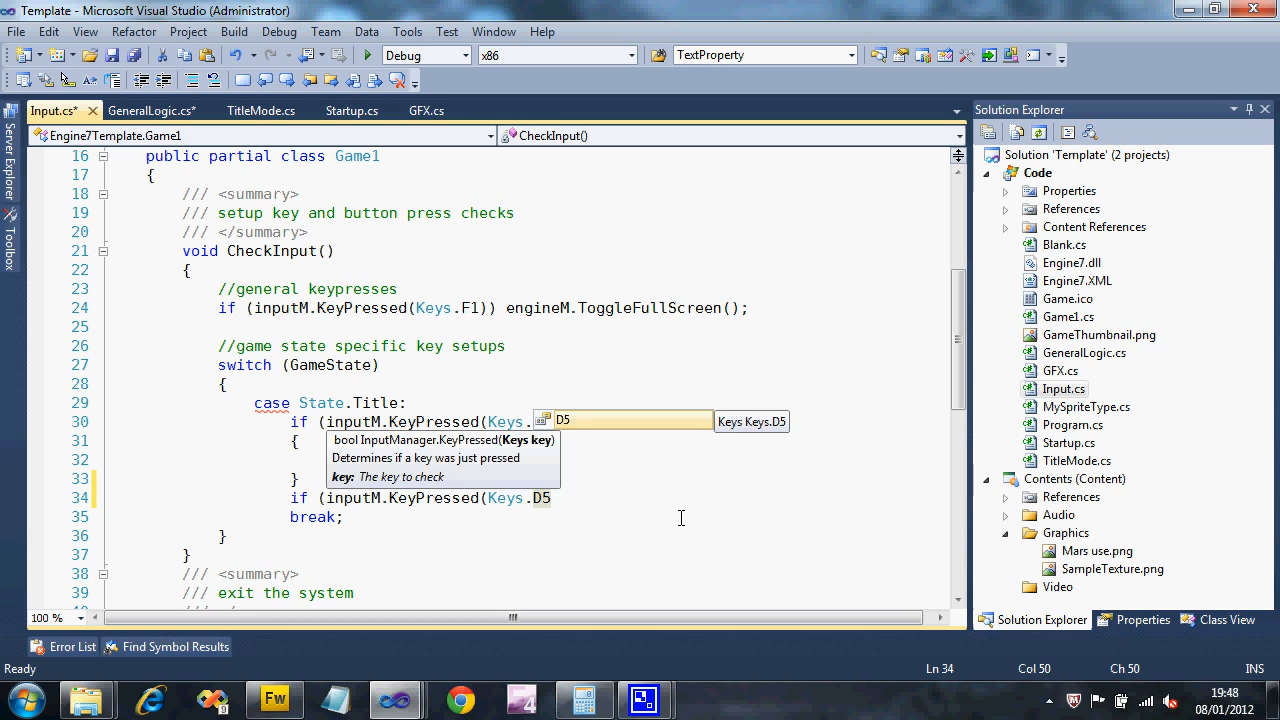 Template - Microsoft Visual Studio (Administrator)
File Edit View Refactor Project Build Debug Team Data Tools Test Window Help
Debug x86 TextProperty
Input.cs* GeneralLogic.cs* TitleMode.cs Startup.cs GFX.cs
Engine7Template.Game1 CheckInput()
16 public partial class Game1
17 {
18 /// <summary>
19 /// setup key and button press checks
20 /// </summary>
21 void CheckInput()
22 {
23 //general keypresses
24 if (inputM.KeyPressed(Keys.F1)) engineM.ToggleFullScreen();
25
26 //game state specific key setups
27 switch (GameState)
28 {
29 case State.Title:
30 if (inputM.KeyPressed(Keys.
D5
Keys Keys.D5
31 {
bool InputManager.KeyPressed(Keys key)
Determines if a key was just pressed
key: The key to check
32
33 }
34 if (inputM.KeyPressed(Keys.D5
35 break;
36 }
37 }
38 /// <summary>
39 /// exit the system
100 %
Server Explorer
Toolbox
Solution Explorer
Solution 'Template' (2 projects)
Code
Properties
References
Content References
Blank.cs
Engine7.dll
Engine7.XML
Game.ico
Game1.cs
GameThumbnail.png
GeneralLogic.cs
GFX.cs
Input.cs
MySpriteType.cs
Program.cs
Startup.cs
TitleMode.cs
Contents (Content)
References
Audio
Graphics
Mars use.png
SampleTexture.png
Video
Solution Explorer Properties Class View
Error List Find Symbol Results
Ready Ln 34 Col 50 Ch 50 INS
Fw
4
19:48
08/01/2012